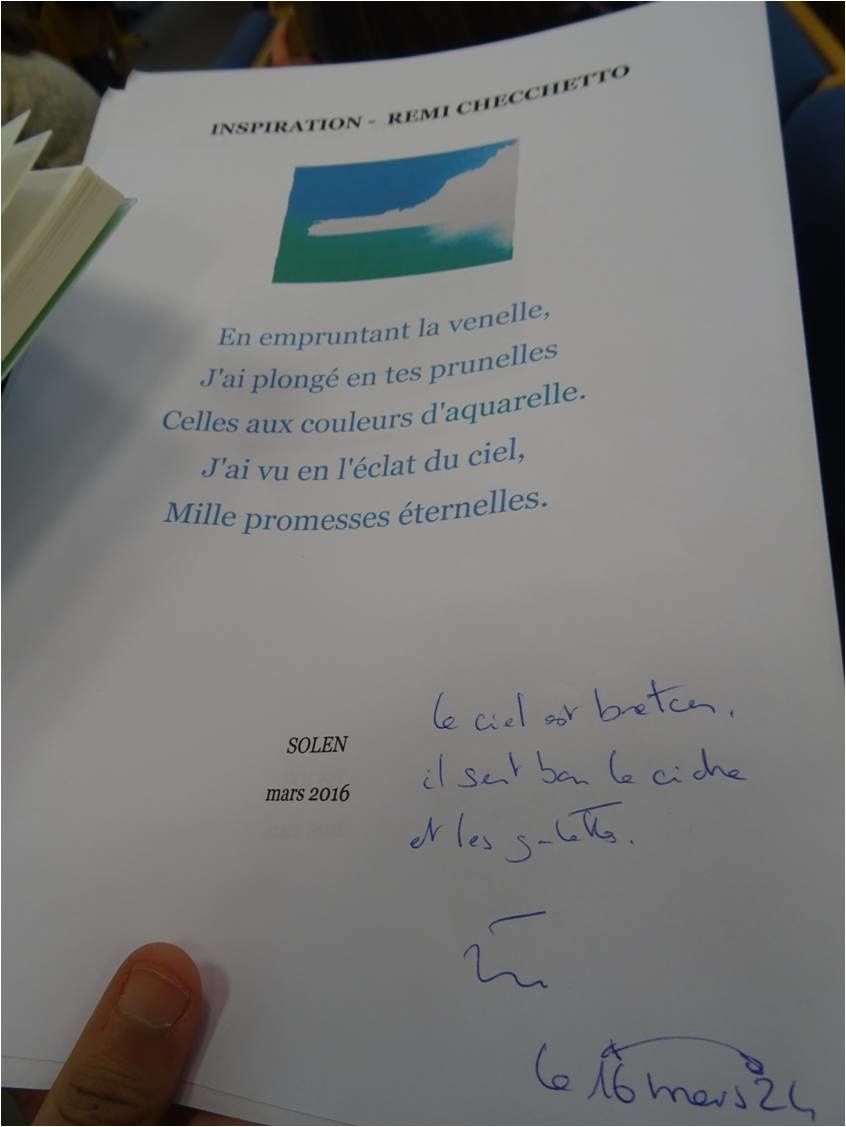 INSPIRATION - REMI CHECCHETTO
En empruntant la venelle,
J'ai plongé en tes prunelles
Celles aux couleurs d'aquarelle.
J'ai vu en l'éclat du ciel,
Mille promesses éternelles.
SOLEN
mars 2016
le ciel est breton,
il sent bon le cidre
et les galettes.
le 16 mars 24